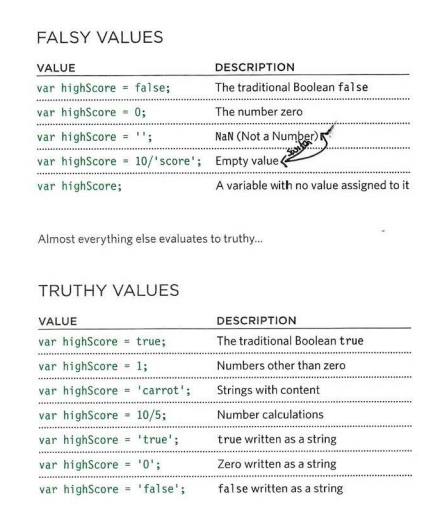 FALSY VALUES
VALUE DESCRIPTION
var highScore = false; The traditional Boolean false
var highScore = 0; The number zero
var highScore = ''; NaN (Not a Number)
switch
var highScore = 10/'score'; Empty value
var highScore; A variable with no value assigned to it
Almost everything else evaluates to truthy...
TRUTHY VALUES
VALUE DESCRIPTION
var highScore = true; The traditional Boolean true
var highScore = 1; Numbers other than zero
var highScore = 'carrot'; Strings with content
var highScore = 10/5; Number calculations
var highScore = 'true'; true written as a string
var highScore = '0'; Zero written as a string
var highScore = 'false'; false written as a string